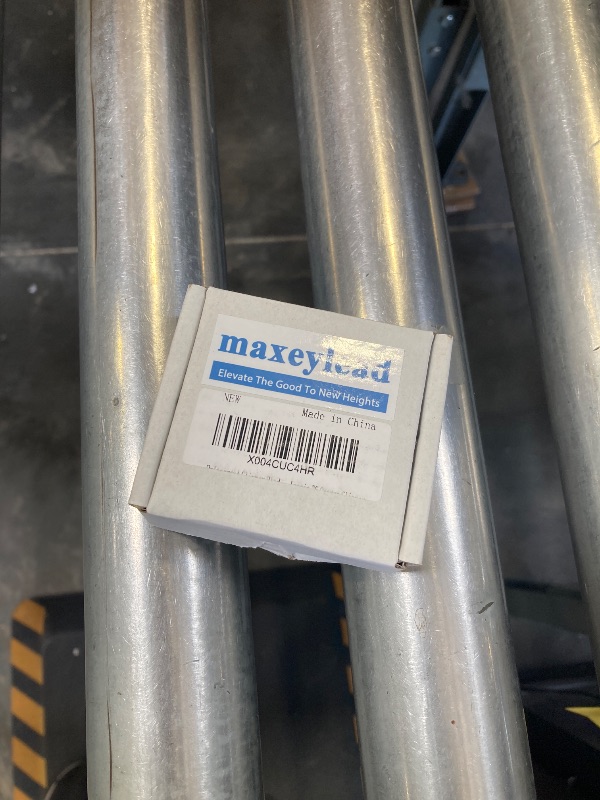 maxeylead
Elevate The Good To New Heights
NEW
Made in China
X004CUC4HR